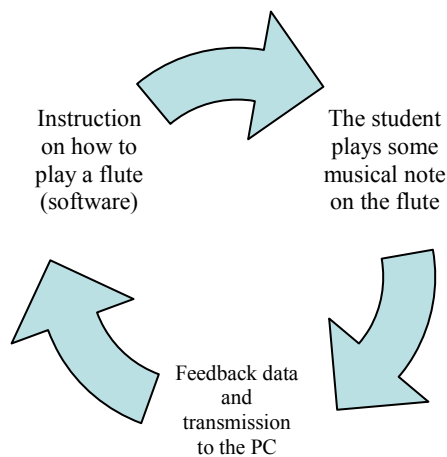 Instruction
on how to
play a flute
(software)
The student
plays some
musical note
on the flute
Feedback data
and
transmission
to the PC